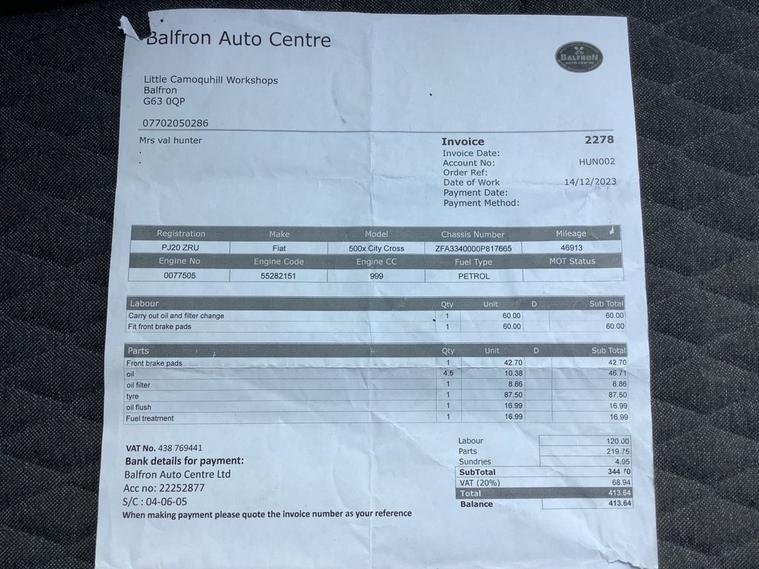 Balfron Auto Centre
BALFRON
AUTO CENTRE
Little Camoquhill Workshops
Balfron
G63 0QP
07702050286
Mrs val hunter
Invoice 2278
Invoice Date:
Account No: HUN002
Order Ref:
Date of Work 14/12/2023
Payment Date:
Payment Method:
Registration Make Model Chassis Number Mileage
PJ20 ZRU Fiat 500x City Cross ZFA3340000P817665 46913
Engine No Engine Code Engine CC Fuel Type MOT Status
0077505 55282151 999 PETROL
Labour Qty Unit D Sub Total
Carry out oil and filter change 1 60.00 60.00
Fit front brake pads 1 60.00 60.00
Parts Qty Unit D Sub Total
Front brake pads 1 42.70 42.70
oil 4.5 10.38 46.71
oil filter 1 8.86 8.86
tyre 1 87.50 87.50
oil flush 1 16.99 16.99
Fuel treatment 1 16.99 16.99
Labour 120.00
Parts 219.75
Sundries 4.95
SubTotal 344.70
VAT (20%) 68.94
Total 413.64
Balance 413.64
VAT No. 438 769441
Bank details for payment:
Balfron Auto Centre Ltd
Acc no: 22252877
S/C : 04-06-05
When making payment please quote the invoice number as your reference